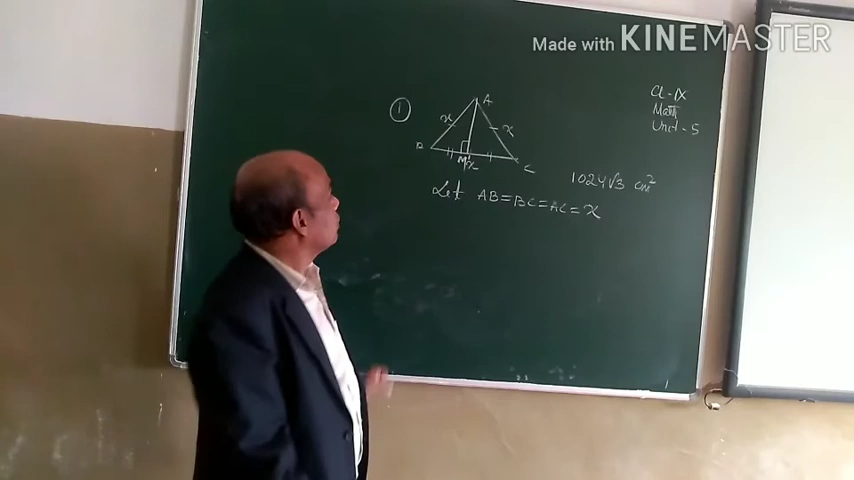 Made with KINEMASTER
Cl-IX
Math
Unit-5
①
A
x
x
B
M
x
C
1024√3 cm²
Let AB=BC=AC=x